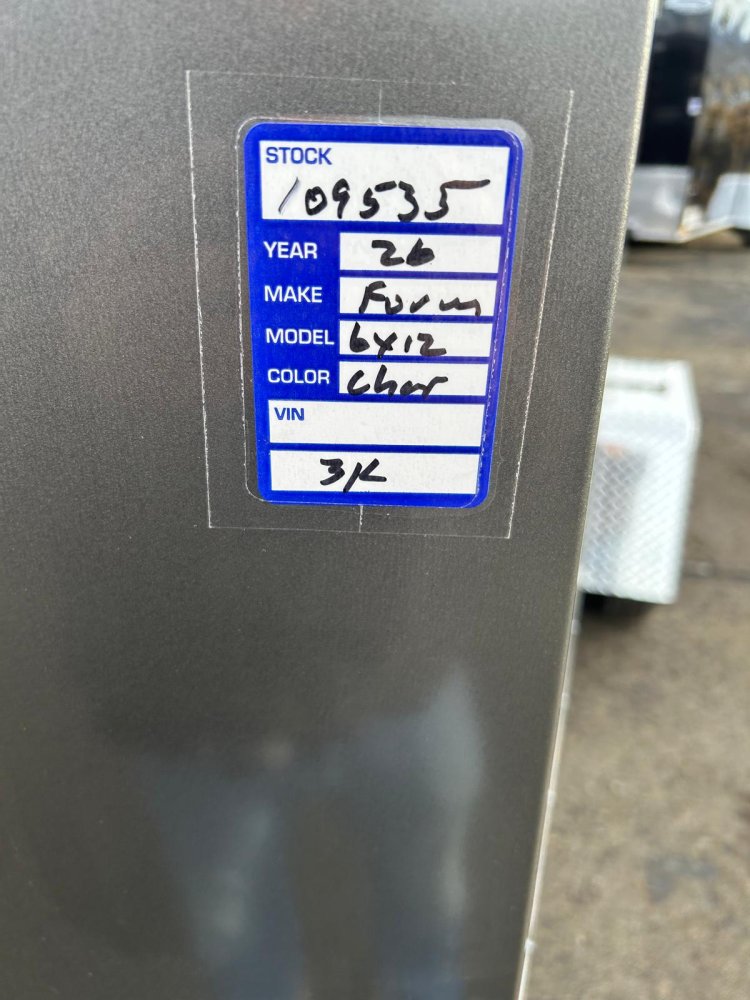 STOCK
109535
YEAR 26
MAKE Form
MODEL 6x12
COLOR Char
VIN
3K